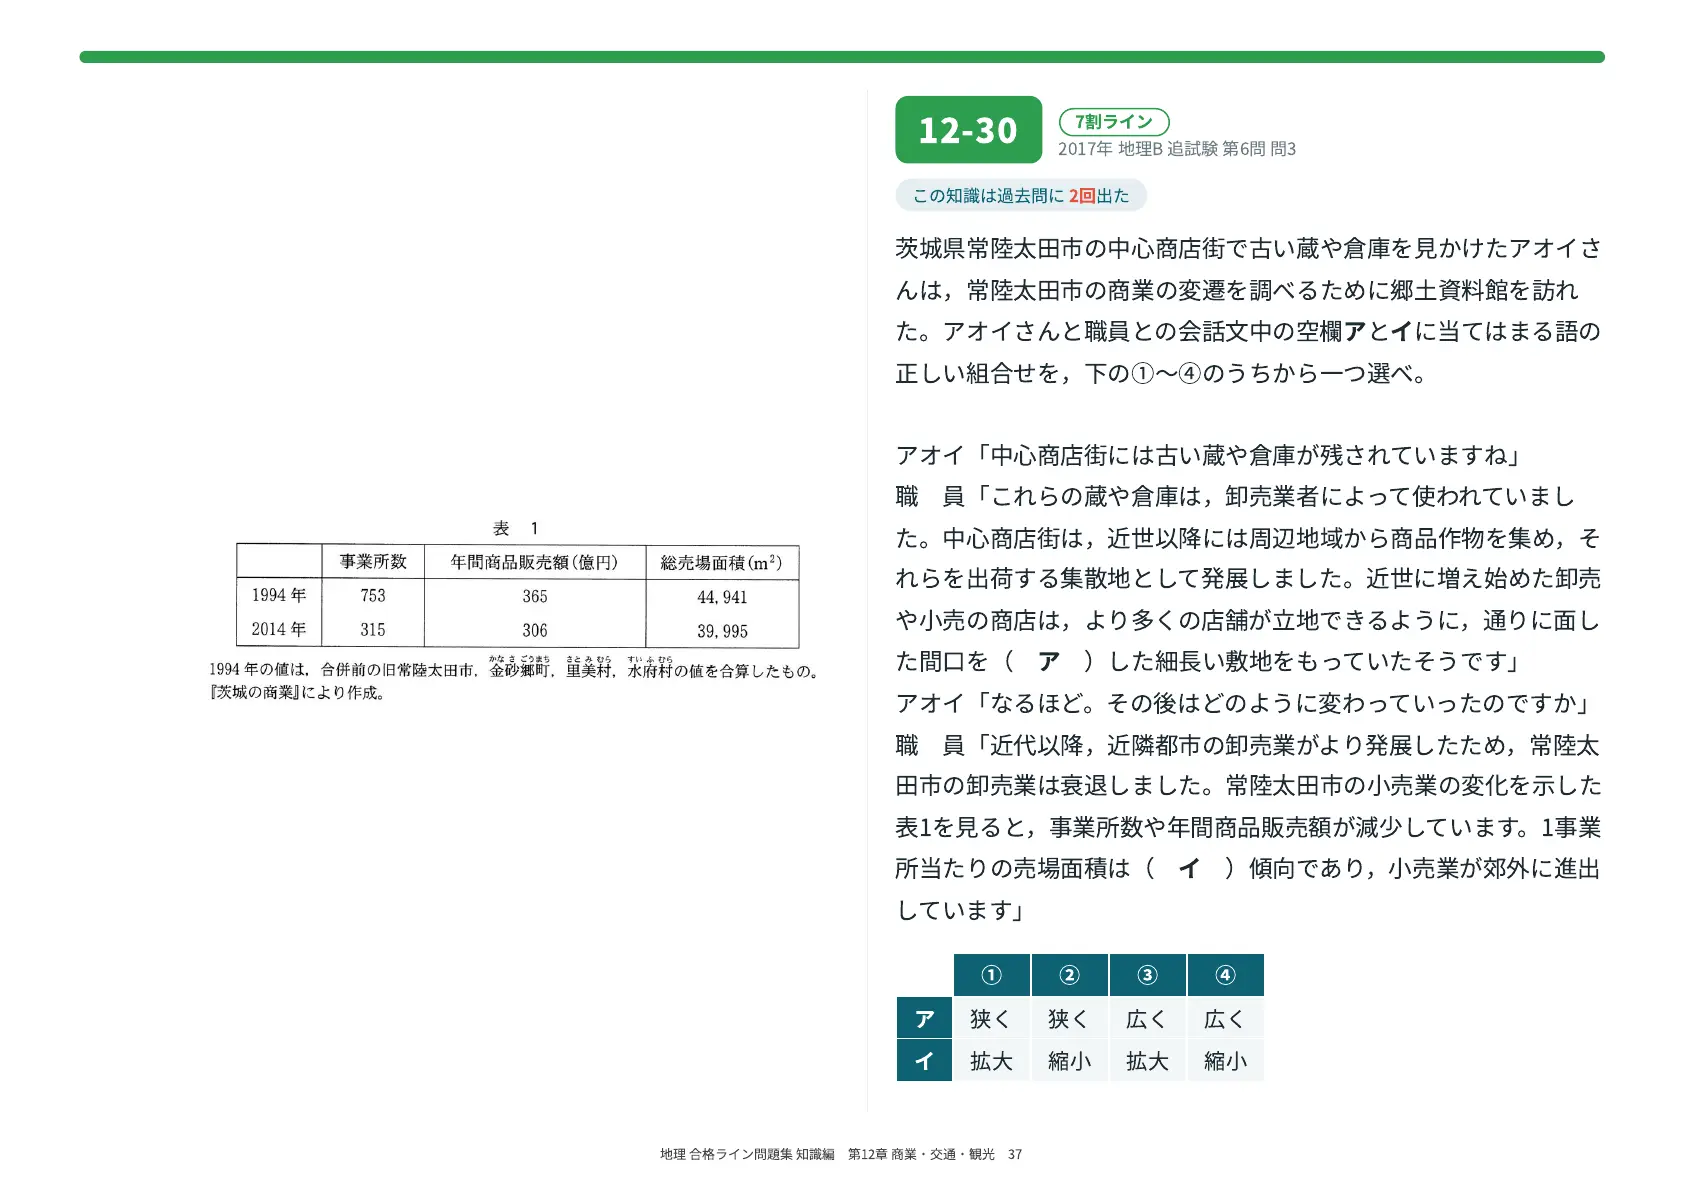 12-30
7割ライン
2017年 地理B 追試験 第6問 問3
この知識は過去問に 2回出た
茨城県常陸太田市の中心商店街で古い蔵や倉庫を見かけたアオイさ
んは，常陸太田市の商業の変遷を調べるために郷土資料館を訪れ
た。アオイさんと職員との会話文中の空欄アとイに当てはまる語の
正しい組合せを，下の①〜④のうちから一つ選べ。
アオイ「中心商店街には古い蔵や倉庫が残されていますね」
職　員「これらの蔵や倉庫は，卸売業者によって使われていまし
た。中心商店街は，近世以降には周辺地域から商品作物を集め，そ
れらを出荷する集散地として発展しました。近世に増え始めた卸売
や小売の商店は，より多くの店舗が立地できるように，通りに面し
た間口を（　ア　）した細長い敷地をもっていたそうです」
アオイ「なるほど。その後はどのように変わっていったのですか」
職　員「近代以降，近隣都市の卸売業がより発展したため，常陸太
田市の卸売業は衰退しました。常陸太田市の小売業の変化を示した
表1を見ると，事業所数や年間商品販売額が減少しています。1事業
所当たりの売場面積は（　イ　）傾向であり，小売業が郊外に進出
しています」
① ② ③ ④
ア 狭く 狭く 広く 広く
イ 拡大 縮小 拡大 縮小
表　1
事業所数 年間商品販売額(億円) 総売場面積(m²)
1994 年 753 365 44,941
2014 年 315 306 39,995
かなさごうまち さとみむら すいふむら
1994 年の値は，合併前の旧常陸太田市，金砂郷町，里美村，水府村の値を合算したもの。
『茨城の商業』により作成。
地理 合格ライン問題集 知識編　第12章 商業・交通・観光　37